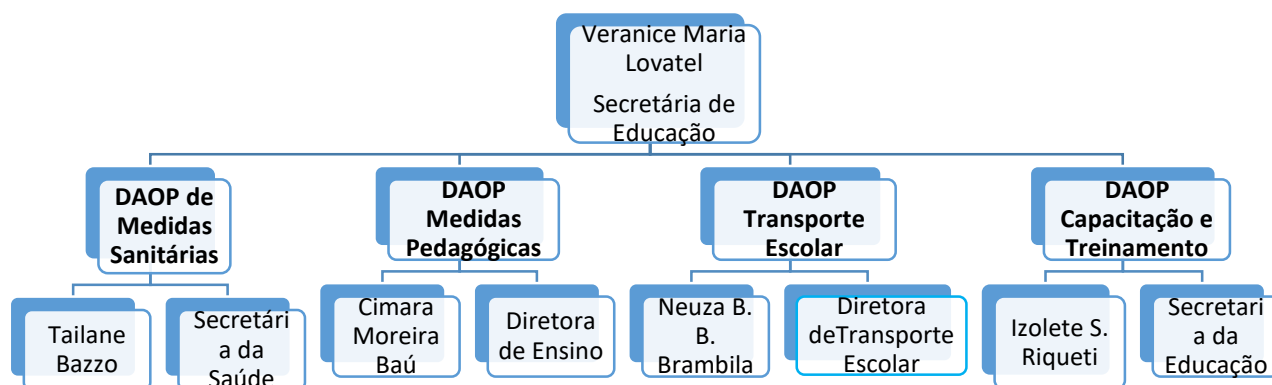 Veranice Maria
Lovatel
Secretária de
Educação
DAOP de
Medidas
Sanitárias
DAOP
Medidas
Pedagógicas
DAOP
Transporte
Escolar
DAOP
Capacitação e
Treinamento
Tailane
Bazzo
Secretári
a da
Saúde
Cimara
Moreira
Baú
Diretora
de Ensino
Neuza B.
B.
Brambila
Diretora
deTransporte
Escolar
Izolete S.
Riqueti
Secretari
a da
Educação